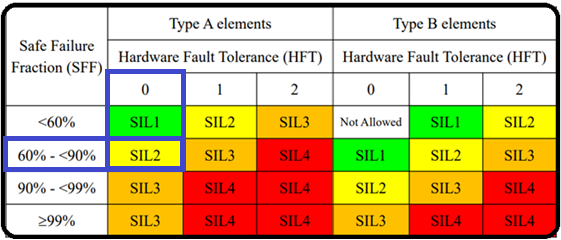 Safe Failure Fraction (SFF) Type A elements Type B elements
Hardware Fault Tolerance (HFT) Hardware Fault Tolerance (HFT)
0 1 2 0 1 2
<60% SIL1 SIL2 SIL3 Not Allowed SIL1 SIL2
60% - <90% SIL2 SIL3 SIL4 SIL1 SIL2 SIL3
90% - <99% SIL3 SIL4 SIL4 SIL2 SIL3 SIL4
≥99% SIL3 SIL4 SIL4 SIL3 SIL4 SIL4